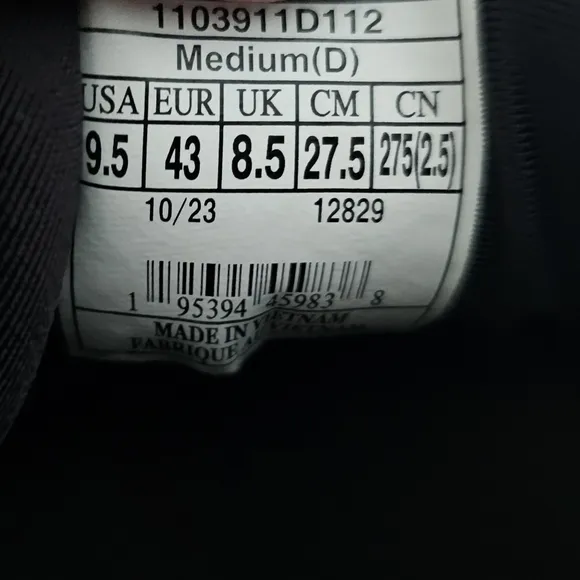 1103911D112
Medium(D)
USA EUR UK CM CN
9.5 43 8.5 27.5 275(2.5)
10/23 12829
1 95394 45983 8
MADE IN VIETNAM
FABRIQUE